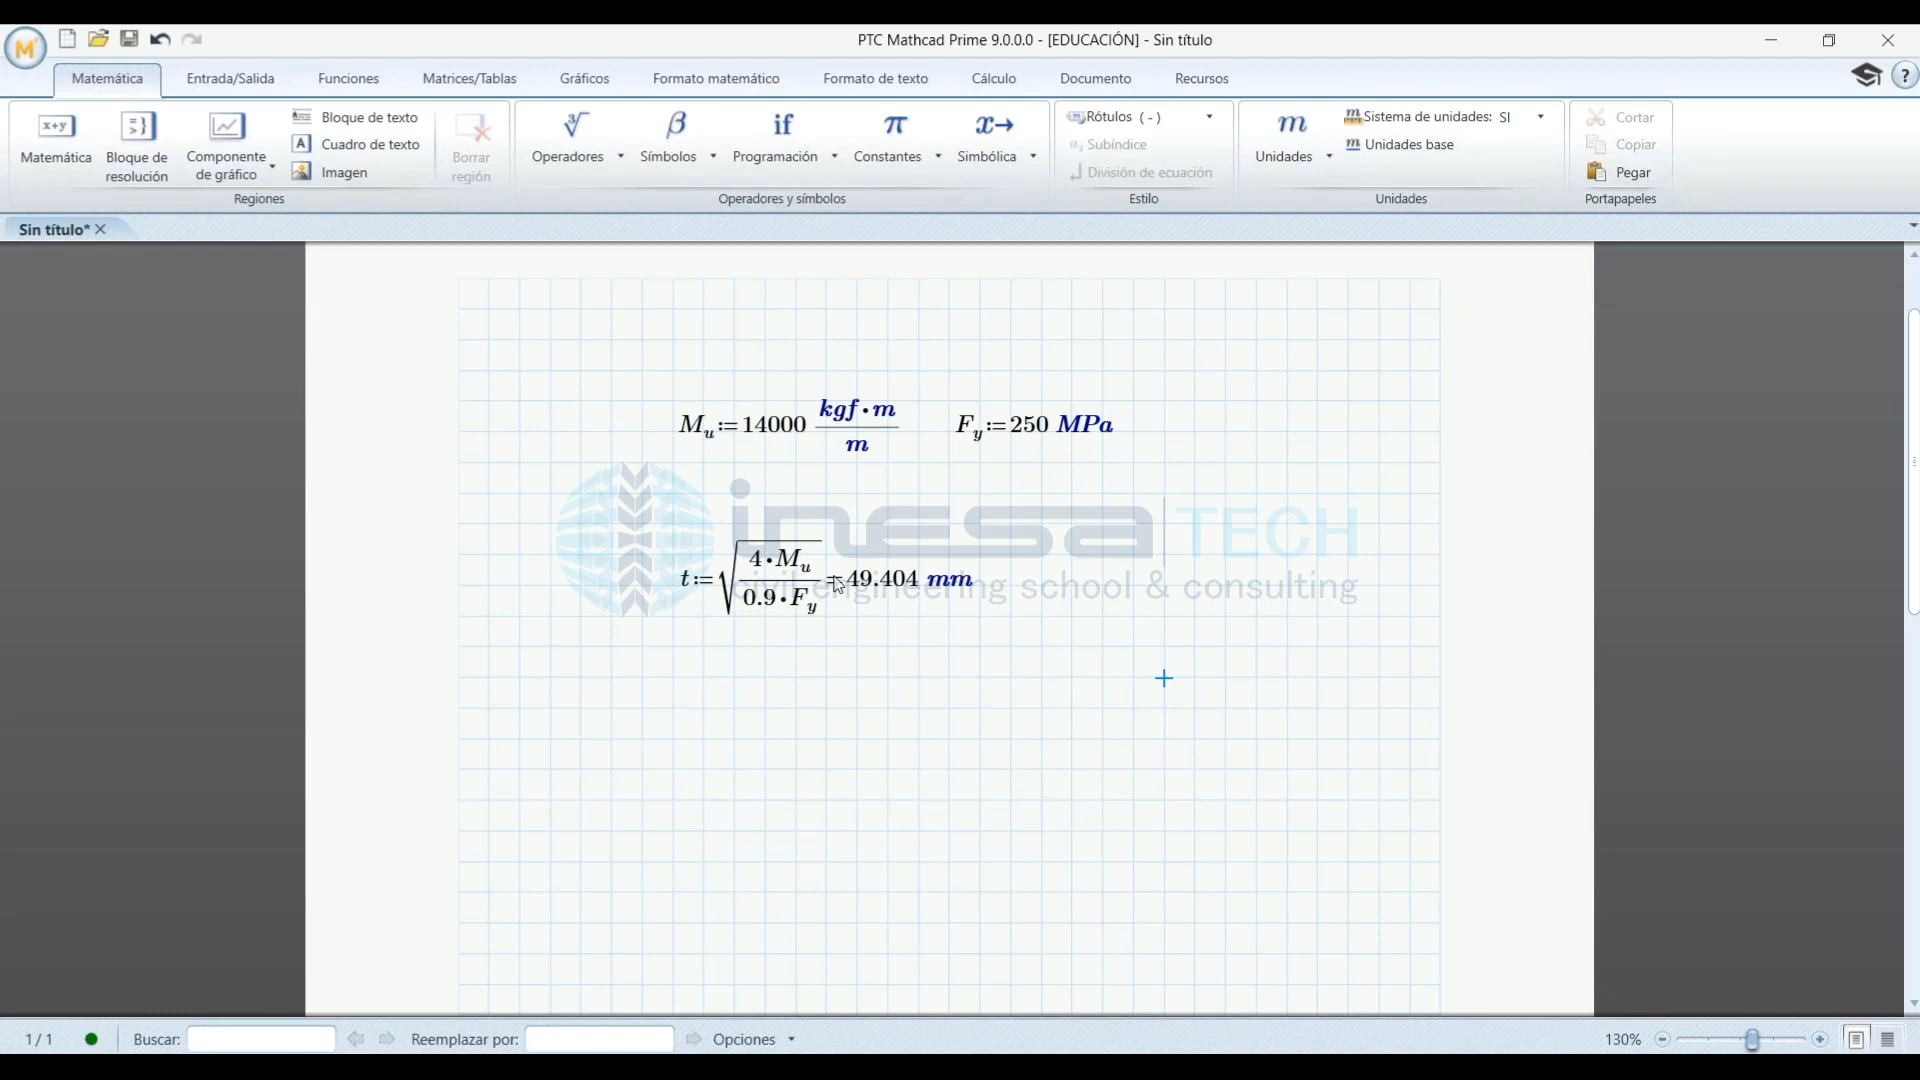 PTC Mathcad Prime 9.0.0.0 - [EDUCACIÓN] - Sin título
Matemática Entrada/Salida Funciones Matrices/Tablas Gráficos Formato matemático Formato de texto Cálculo Documento Recursos
Matemática
Bloque de resolución
Componente de gráfico
Bloque de texto
Cuadro de texto
Imagen
Borrar región
Regiones
Operadores Símbolos Programación Constantes Simbólica
Operadores y símbolos
Rótulos ( - )
Subíndice
División de ecuación
Estilo
Unidades
Sistema de unidades: SI
Unidades base
Unidades
Cortar
Copiar
Pegar
Portapapeles
Sin título*
M_u:=14000 kgf·m/m F_y:=250 MPa
inesa TECH
t:=√(4·M_u/0.9·F_y)=49.404 mm
civil engineering school & consulting
1 / 1 Buscar: Reemplazar por: Opciones 130%